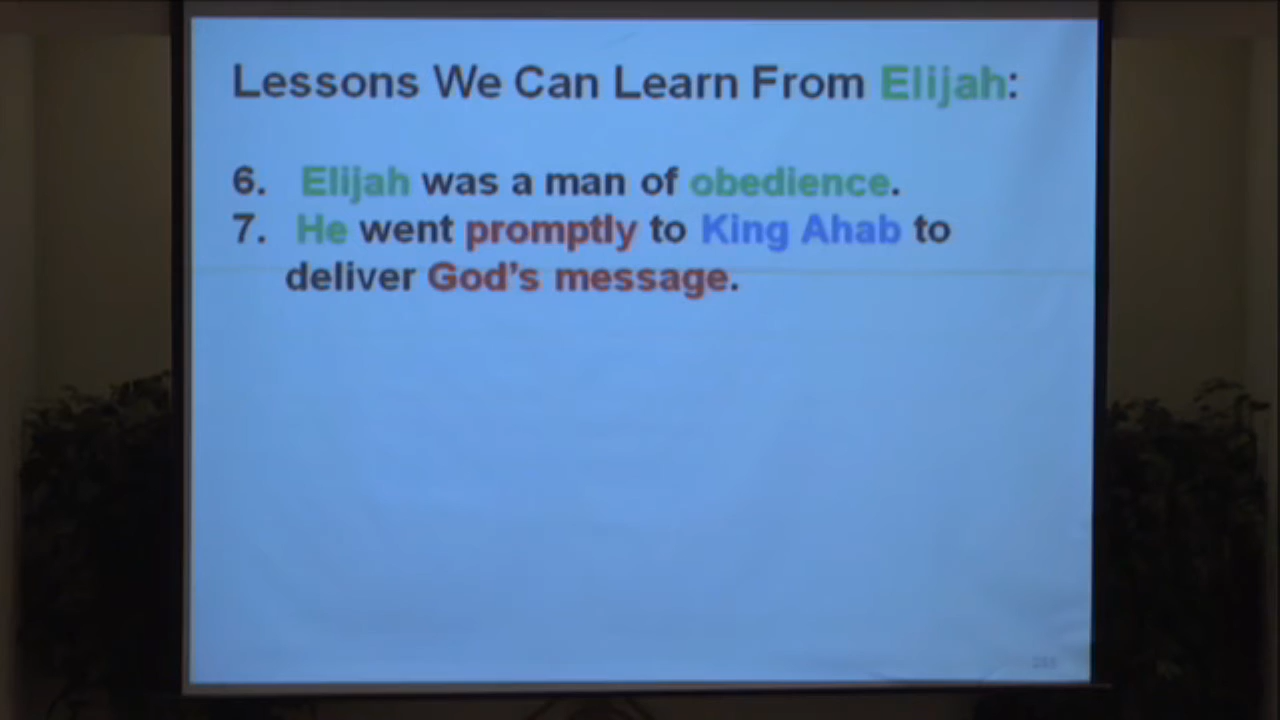 Lessons We Can Learn From Elijah:
6. Elijah was a man of obedience.
7. He went promptly to King Ahab to
deliver God's message.